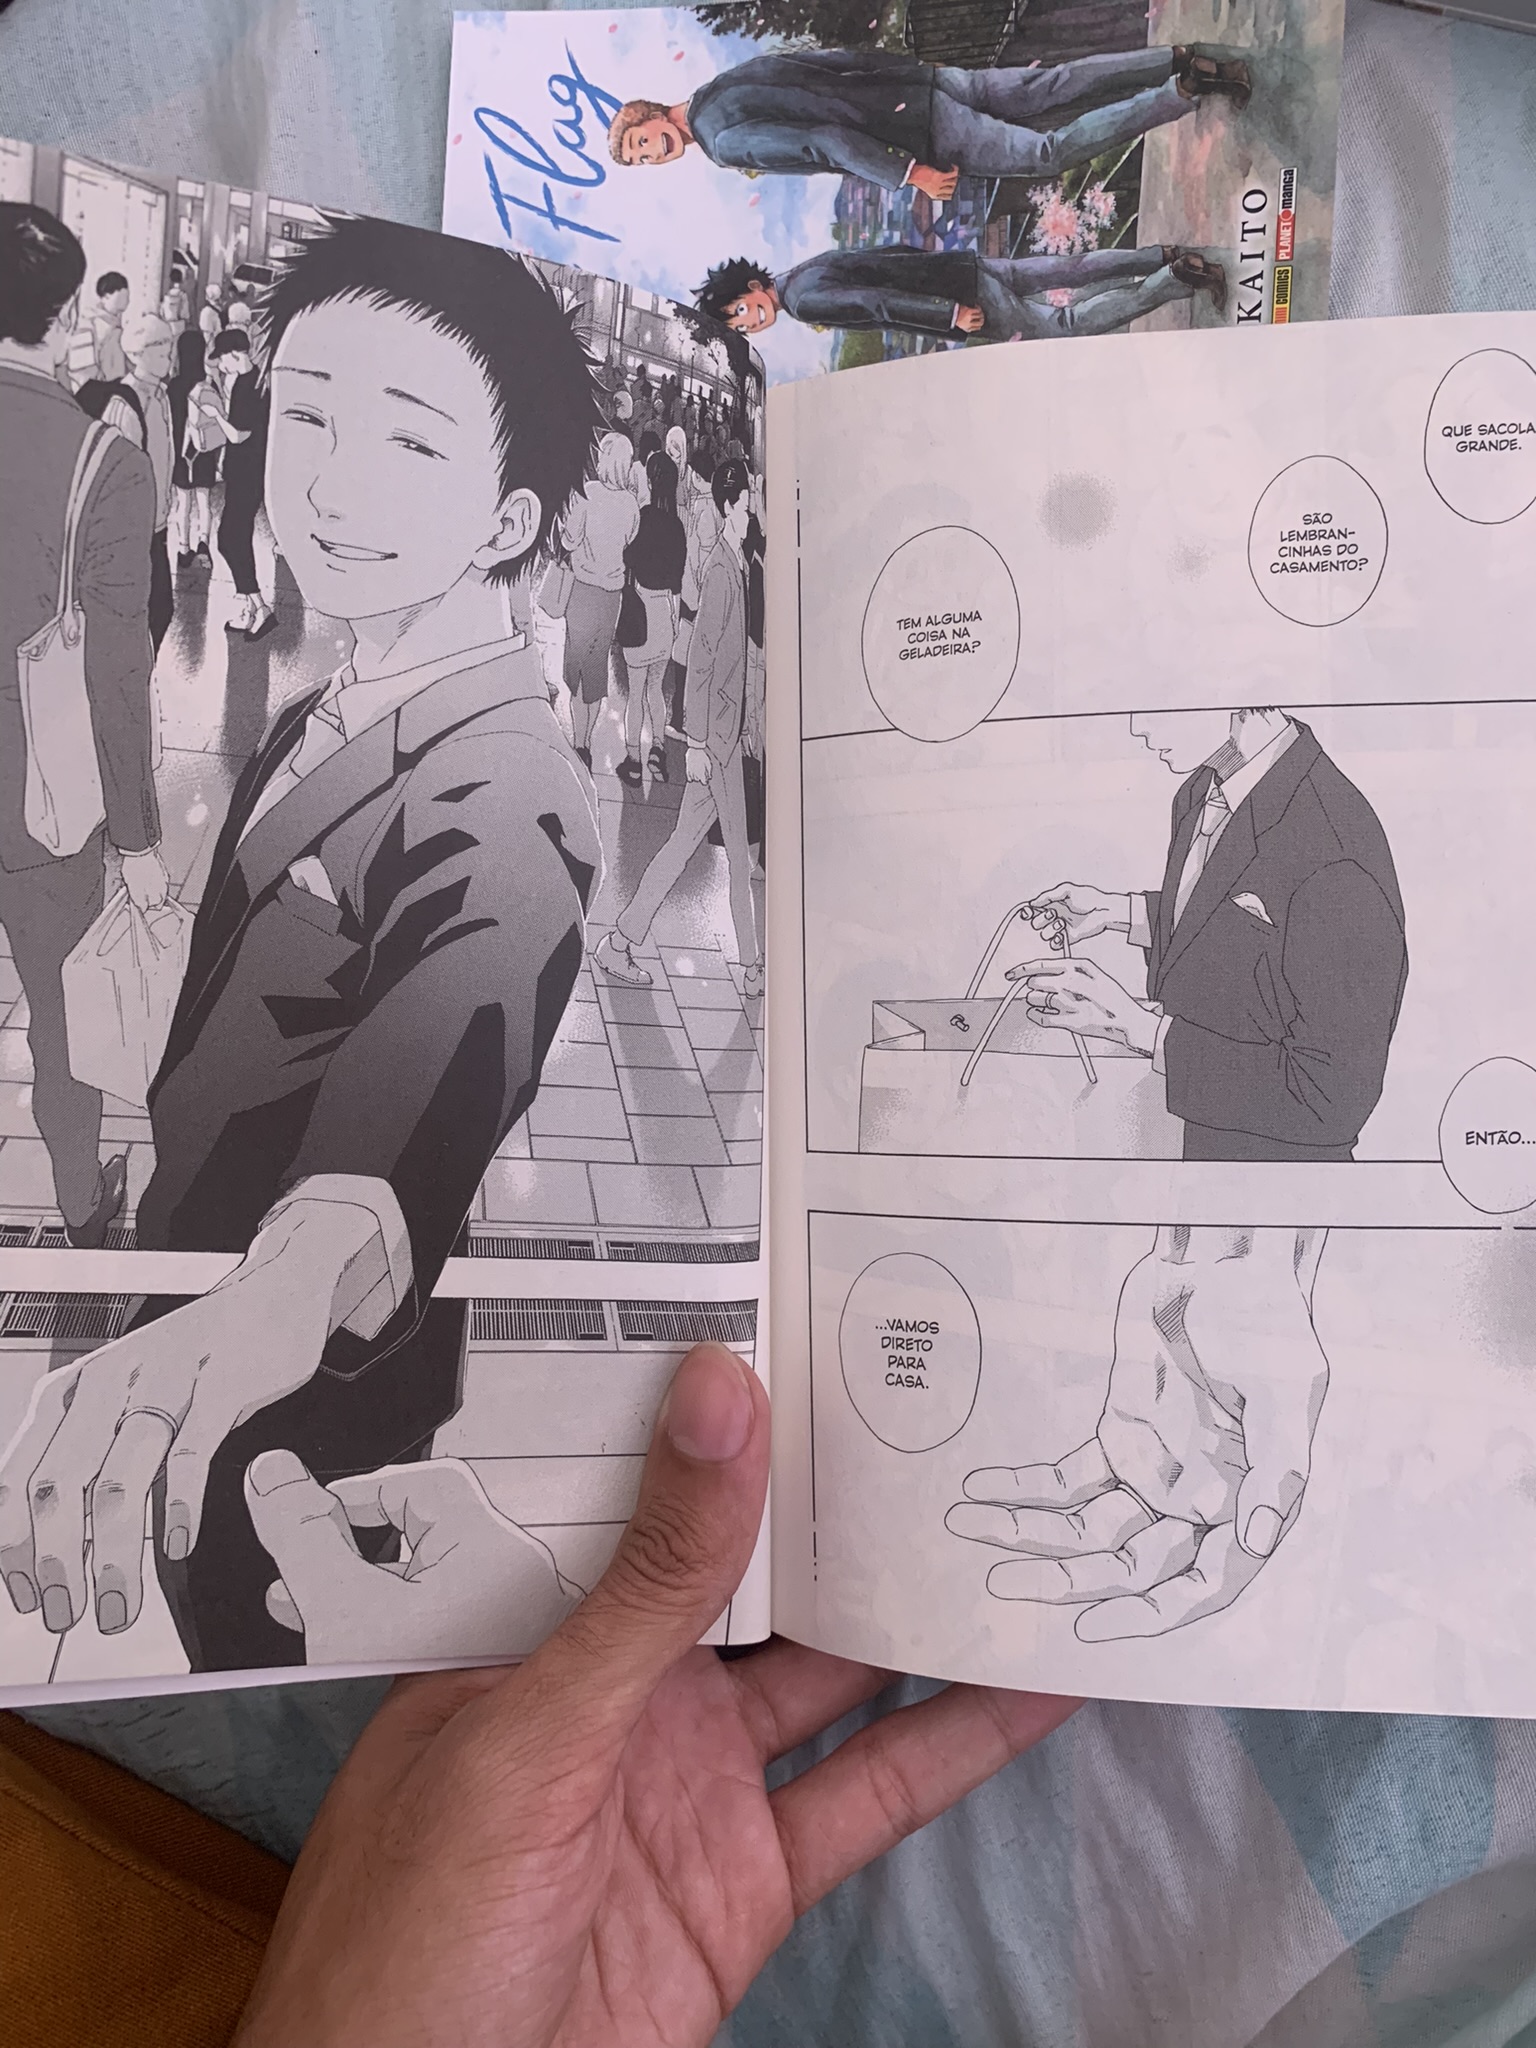 Flag
KAITO
PANINI COMICS
PLANET manga
QUE SACOLA
GRANDE.
SÃO
LEMBRAN-
CINHAS DO
CASAMENTO?
TEM ALGUMA
COISA NA
GELADEIRA?
ENTÃO...
...VAMOS
DIRETO
PARA
CASA.